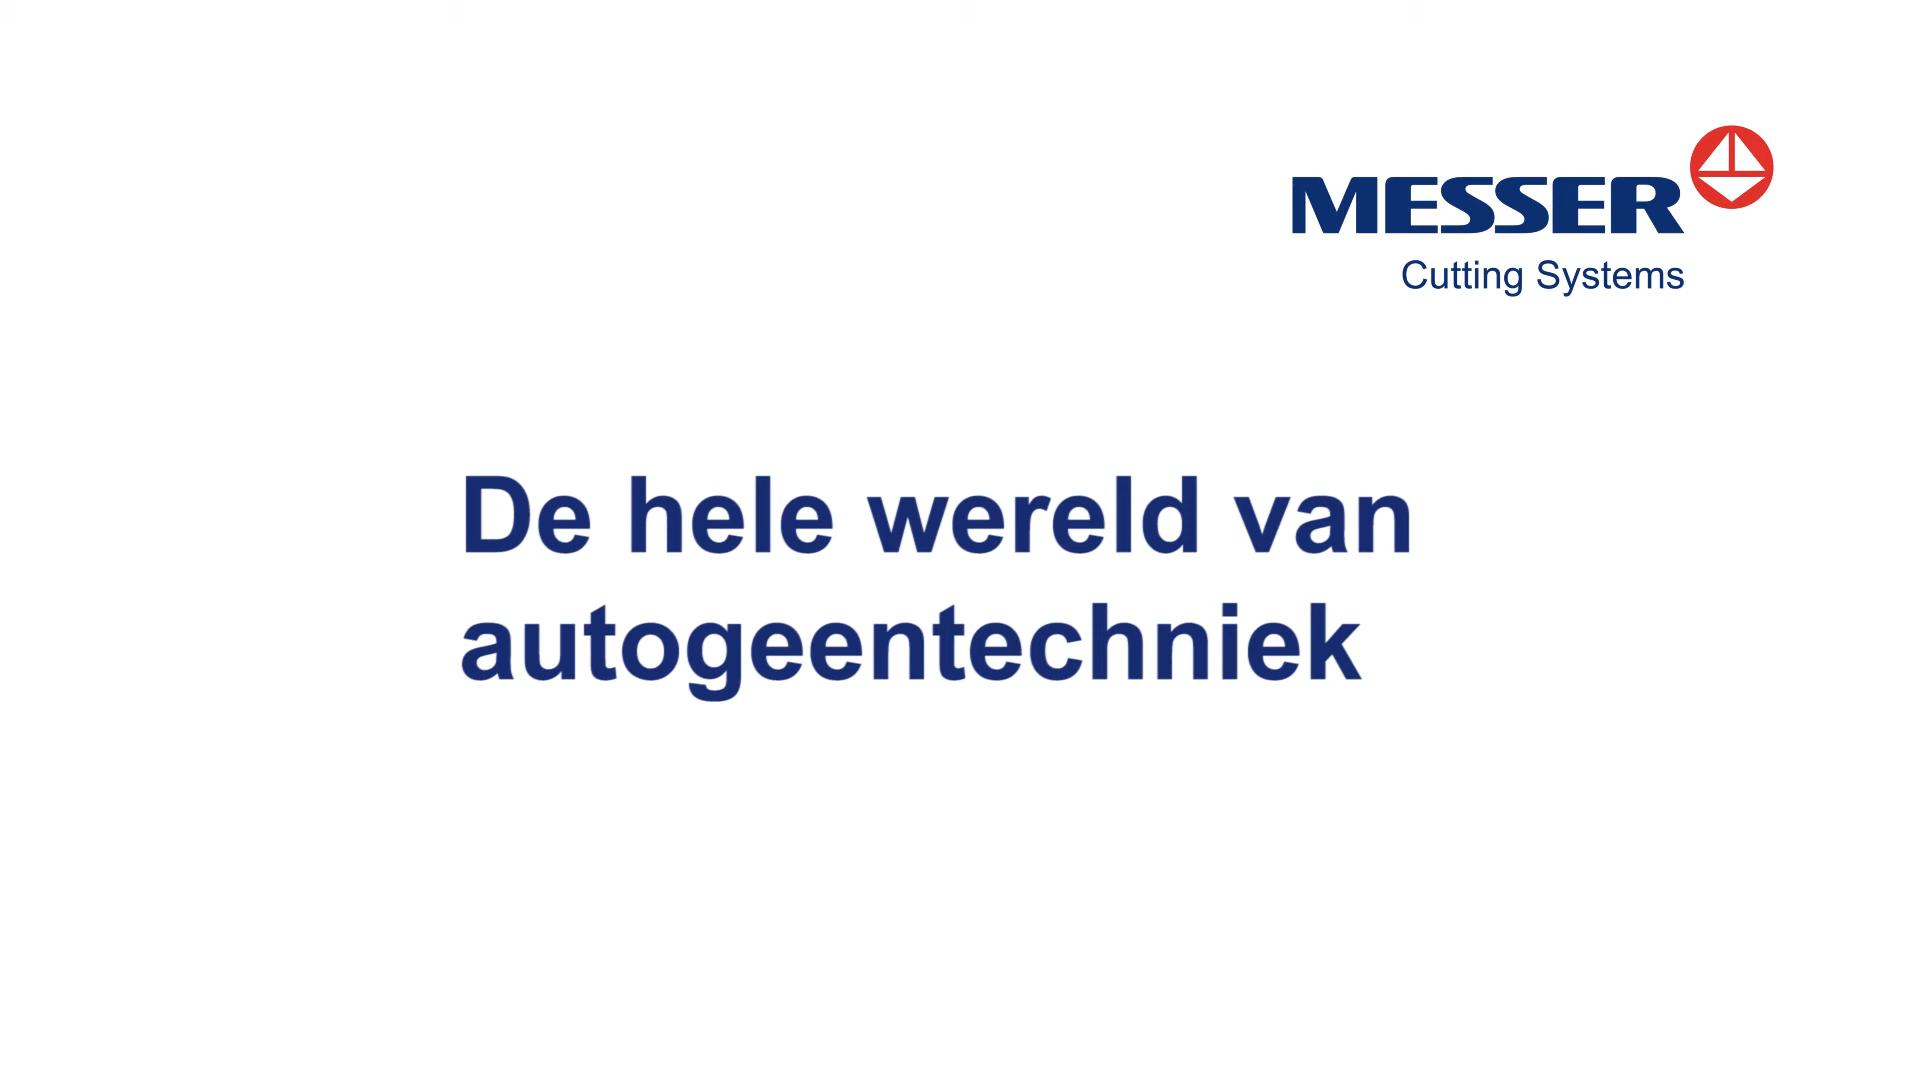 MESSER
Cutting Systems
De hele wereld van
autogeentechniek